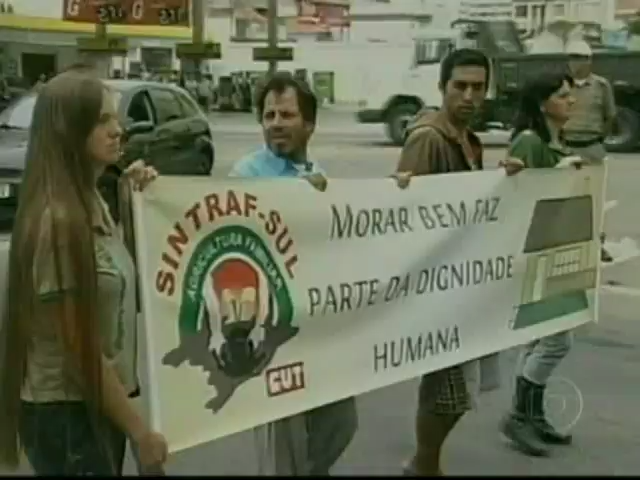 SINTRAF-SUL
AGRICULTURA FAMILIAR
CUT
MORAR BEM FAZ
PARTE DA DIGNIDADE
HUMANA